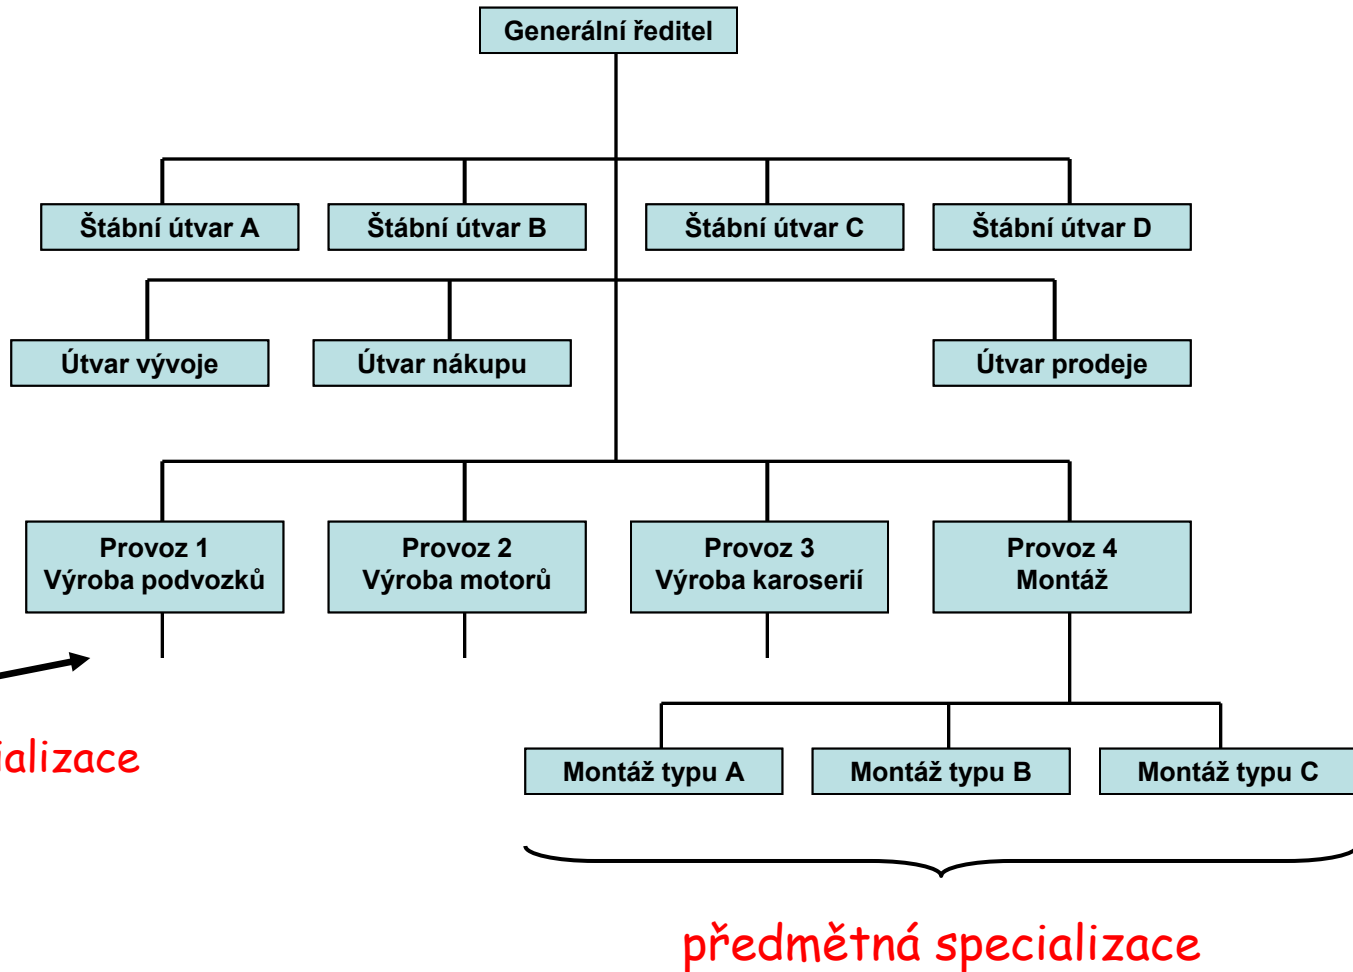 Generální ředitel
Štábní útvar A
Štábní útvar B
Štábní útvar C
Štábní útvar D
Útvar vývoje
Útvar nákupu
Útvar prodeje
Provoz 1
Výroba podvozků
Provoz 2
Výroba motorů
Provoz 3
Výroba karoserií
Provoz 4
Montáž
ializace
Montáž typu A
Montáž typu B
Montáž typu C
předmětná specializace